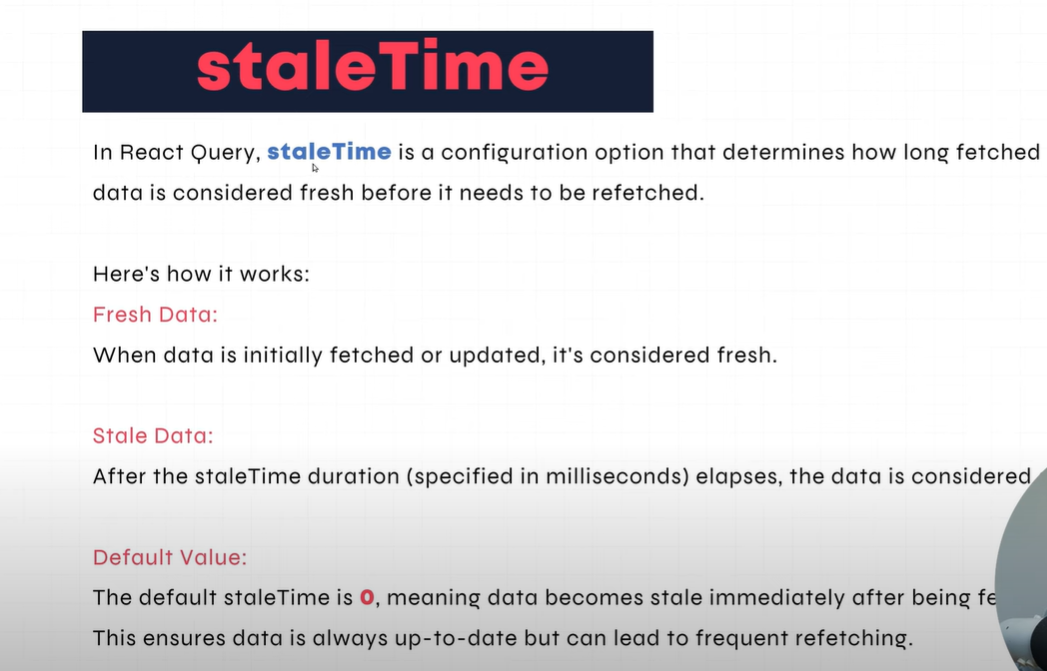 staleTime
In React Query, staleTime is a configuration option that determines how long fetched
data is considered fresh before it needs to be refetched.
Here's how it works:
Fresh Data:
When data is initially fetched or updated, it's considered fresh.
Stale Data:
After the staleTime duration (specified in milliseconds) elapses, the data is considered
Default Value:
The default staleTime is 0, meaning data becomes stale immediately after being
This ensures data is always up-to-date but can lead to frequent refetching.